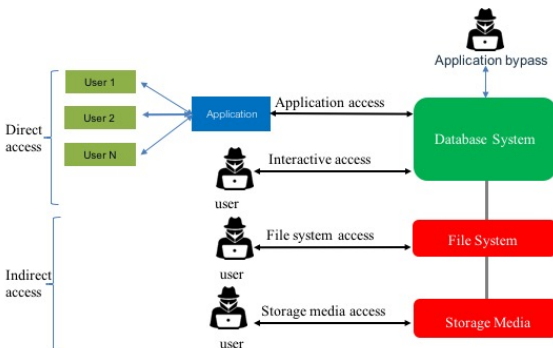 Application bypass
User 1
User 2
User N
Direct
access
Application
Application access
Database System
Interactive access
user
File system access
File System
user
Indirect
access
Storage media access
Storage Media
user